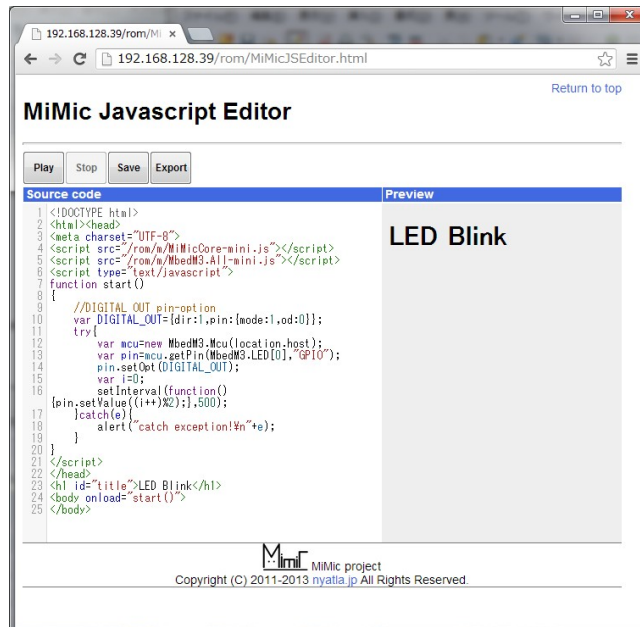 192.168.128.39/rom/Mi
192.168.128.39/rom/MiMicJSEditor.html
Return to top
MiMic Javascript Editor
Play Stop Save Export
Source code
Preview
1 <!DOCTYPE html>
2 <html><head>
3 <meta charset="UTF-8">
4 <script src="/rom/m/MiMicCore-mini.js"></script>
5 <script src="/rom/m/MbedM3.All-mini.js"></script>
6 <script type="text/javascript">
7 function start()
8 {
9 //DIGITAL OUT pin-option
10 var DIGITAL_OUT={dir:1,pin:{mode:1,od:0}};
11 try{
12 var mcu=new MbedM3.Mcu(location.host);
13 var pin=mcu.getPin(MbedM3.LED[0],"GPIO");
14 pin.setOpt(DIGITAL_OUT);
15 var i=0;
16 setInterval(function()
{pin.setValue((i++)%2);},500);
17 }catch(e){
18 alert("catch exception!¥n"+e);
19 }
20 }
21 </script>
22 </head>
23 <h1 id="title">LED Blink</h1>
24 <body onload="start()">
25 </body>
LED Blink
Mimic MiMic project
Copyright (C) 2011-2013 nyatla.jp All Rights Reserved.